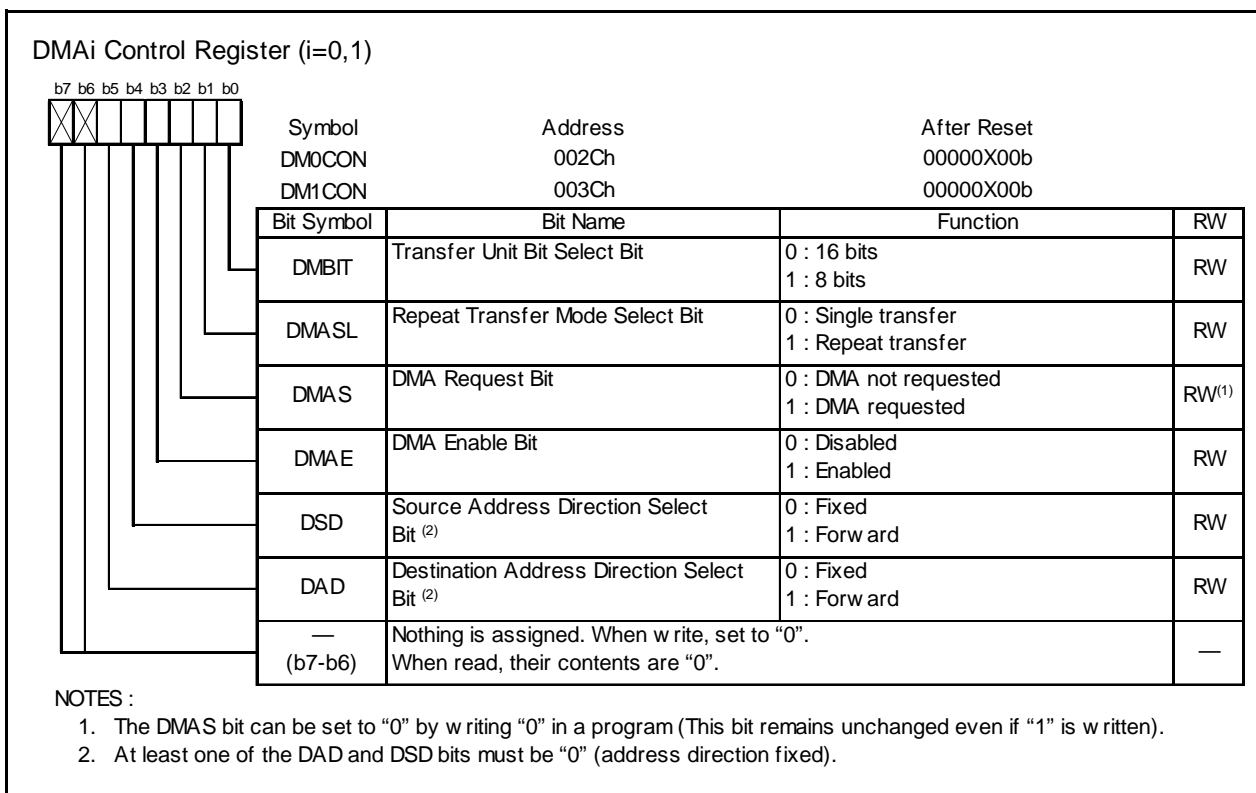 DMAi Control Register (i=0,1)
b7 b6 b5 b4 b3 b2 b1 b0
Symbol Address After Reset
DM0CON 002Ch 00000X00b
DM1CON 003Ch 00000X00b
Bit Symbol Bit Name Function RW
DMBIT Transfer Unit Bit Select Bit 0 : 16 bits RW
1 : 8 bits
DMASL Repeat Transfer Mode Select Bit 0 : Single transfer RW
1 : Repeat transfer
DMAS DMA Request Bit 0 : DMA not requested RW(1)
1 : DMA requested
DMAE DMA Enable Bit 0 : Disabled RW
1 : Enabled
DSD Source Address Direction Select 0 : Fixed RW
Bit (2) 1 : Forward
DAD Destination Address Direction Select 0 : Fixed RW
Bit (2) 1 : Forward
— Nothing is assigned. When write, set to “0”. —
(b7-b6) When read, their contents are “0”.
NOTES :
1. The DMAS bit can be set to “0” by writing “0” in a program (This bit remains unchanged even if “1” is written).
2. At least one of the DAD and DSD bits must be “0” (address direction fixed).